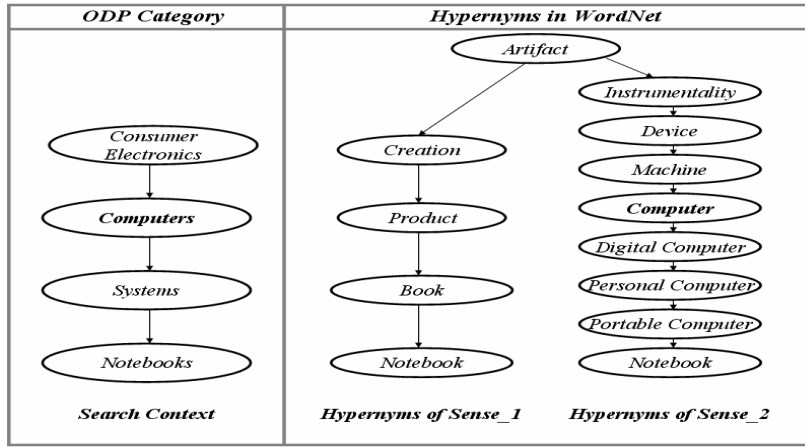 ODP Category
Hypernyms in WordNet
Consumer
Electronics
Computers
Systems
Notebooks
Search Context
Artifact
Creation
Product
Book
Notebook
Hypernyms of Sense_1
Instrumentality
Device
Machine
Computer
Digital Computer
Personal Computer
Portable Computer
Notebook
Hypernyms of Sense_2